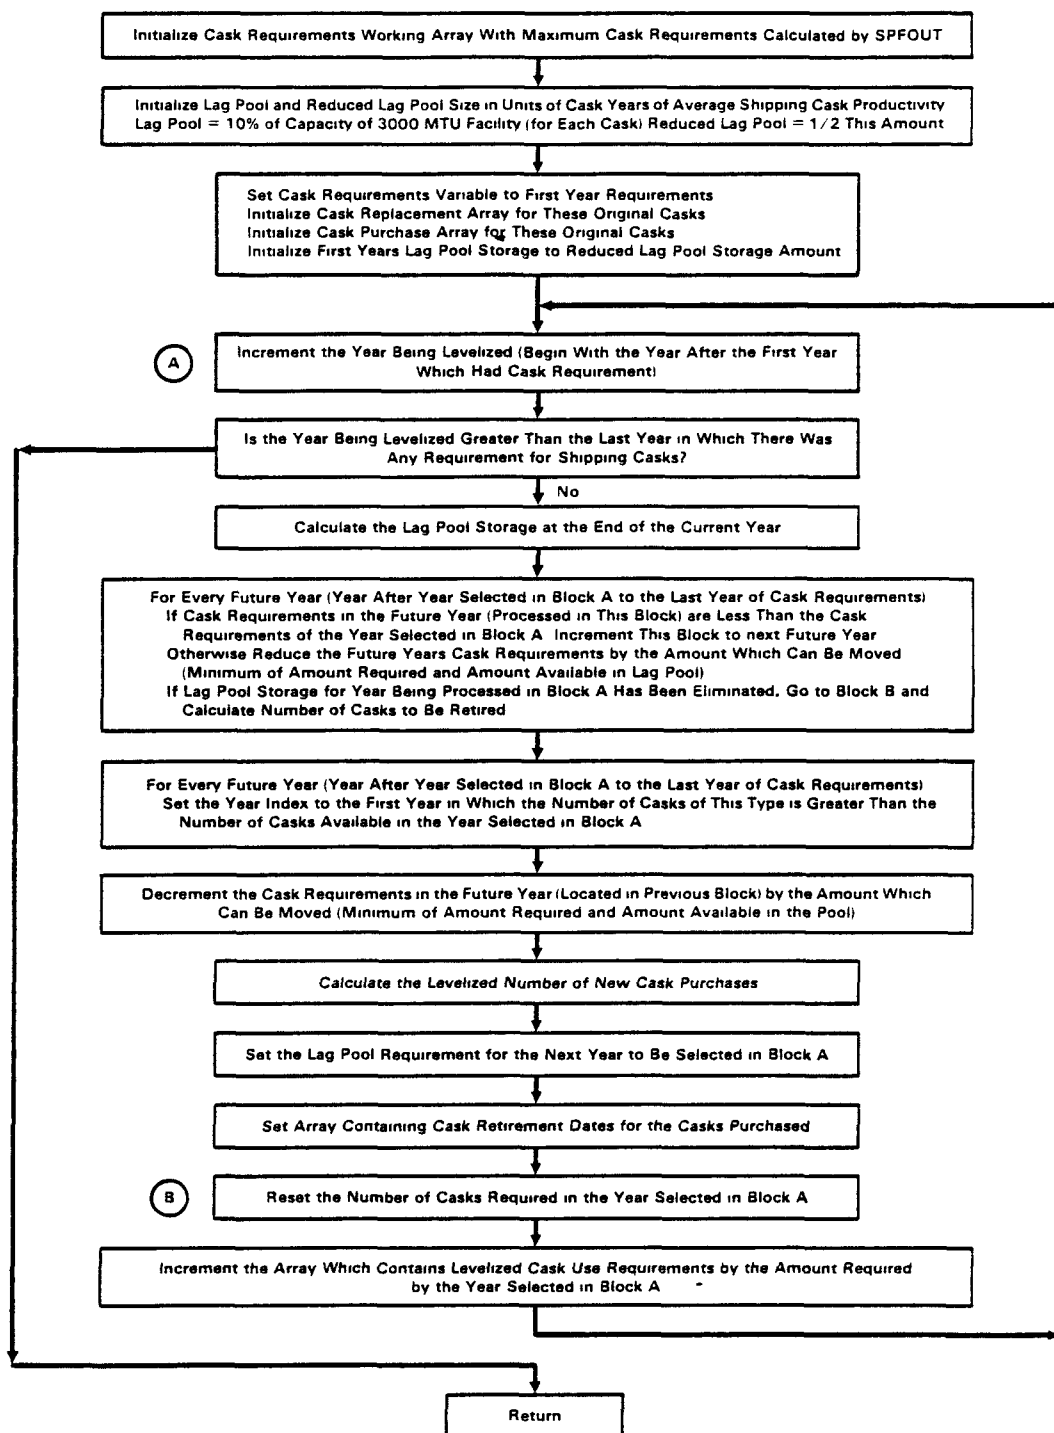 Initialize Cask Requirements Working Array With Maximum Cask Requirements Calculated by SPFOUT
Initialize Lag Pool and Reduced Lag Pool Size in Units of Cask Years of Average Shipping Cask Productivity
Lag Pool = 10% of Capacity of 3000 MTU Facility (for Each Cask) Reduced Lag Pool = 1/2 This Amount
Set Cask Requirements Variable to First Year Requirements
Initialize Cask Replacement Array for These Original Casks
Initialize Cask Purchase Array for These Original Casks
Initialize First Years Lag Pool Storage to Reduced Lag Pool Storage Amount
A
Increment the Year Being Levelized (Begin With the Year After the First Year
Which Had Cask Requirement)
Is the Year Being Levelized Greater Than the Last Year in Which There Was
Any Requirement for Shipping Casks?
No
Calculate the Lag Pool Storage at the End of the Current Year
For Every Future Year (Year After Year Selected in Block A to the Last Year of Cask Requirements)
If Cask Requirements in the Future Year (Processed in This Block) are Less Than the Cask
Requirements of the Year Selected in Block A Increment This Block to next Future Year
Otherwise Reduce the Future Years Cask Requirements by the Amount Which Can Be Moved
(Minimum of Amount Required and Amount Available in Lag Pool)
If Lag Pool Storage for Year Being Processed in Block A Has Been Eliminated, Go to Block B and
Calculate Number of Casks to Be Retired
For Every Future Year (Year After Year Selected in Block A to the Last Year of Cask Requirements)
Set the Year Index to the First Year in Which the Number of Casks of This Type is Greater Than the
Number of Casks Available in the Year Selected in Block A
Decrement the Cask Requirements in the Future Year (Located in Previous Block) by the Amount Which
Can Be Moved (Minimum of Amount Required and Amount Available in the Pool)
Calculate the Levelized Number of New Cask Purchases
Set the Lag Pool Requirement for the Next Year to Be Selected in Block A
Set Array Containing Cask Retirement Dates for the Casks Purchased
B
Reset the Number of Casks Required in the Year Selected in Block A
Increment the Array Which Contains Levelized Cask Use Requirements by the Amount Required
by the Year Selected in Block A
Return